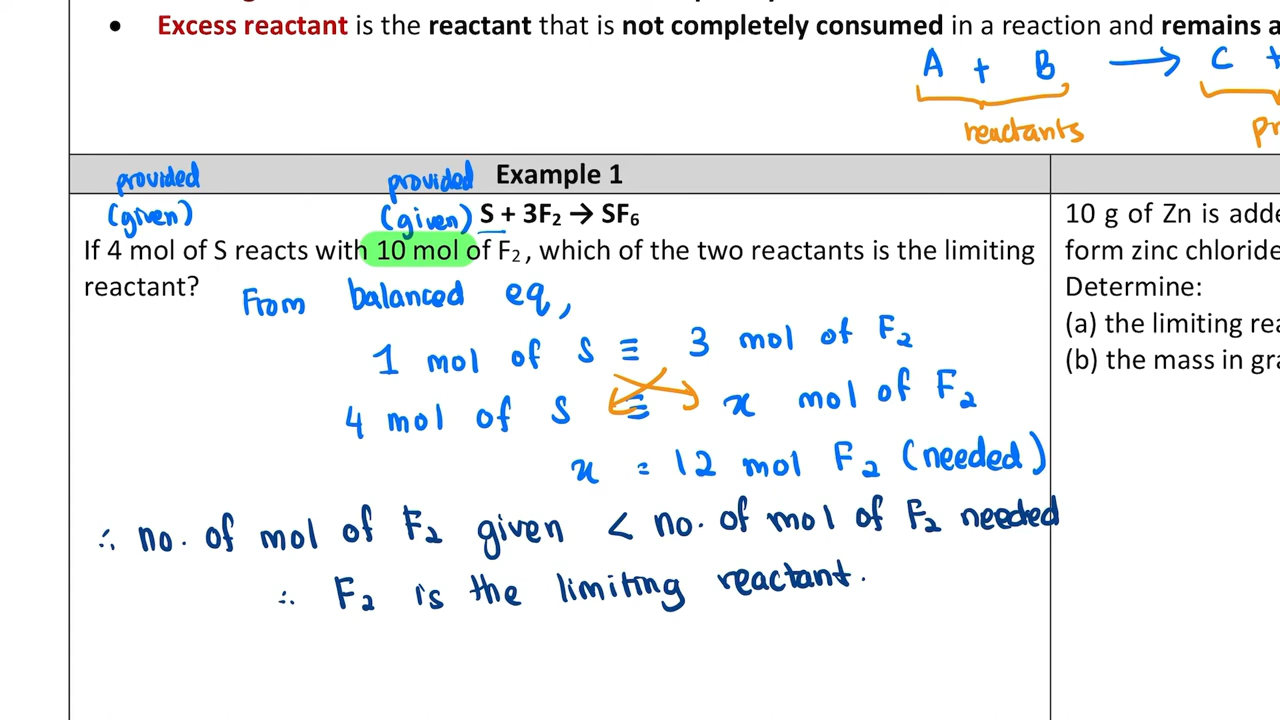 • Excess reactant is the reactant that is not completely consumed in a reaction and remains
A + B → C +
reactants
Example 1
provided
(given)
provided
(given)
S + 3F₂ → SF₆
If 4 mol of S reacts with 10 mol of F₂, which of the two reactants is the limiting
reactant?
From balanced eq,
1 mol of S ≡ 3 mol of F₂
4 mol of S ≡ x mol of F₂
x = 12 mol F₂ (needed)
∴ no. of mol of F₂ given < no. of mol of F₂ needed
∴ F₂ is the limiting reactant.
10 g of Zn is
form zinc chloride
Determine:
(a) the limiting
(b) the mass in